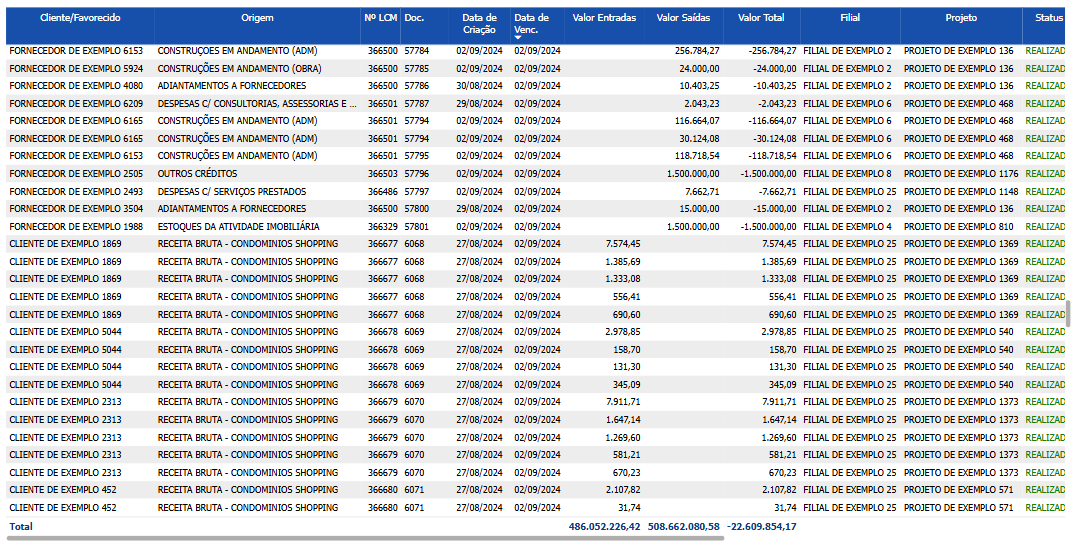 Cliente/Favorecido Origem Nº LCM Doc. Data de Criação Data de Venc. Valor Entradas Valor Saídas Valor Total Filial Projeto Status
FORNECEDOR DE EXEMPLO 6153 CONSTRUÇÕES EM ANDAMENTO (ADM) 366500 57784 02/09/2024 02/09/2024 256.784,27 -256.784,27 FILIAL DE EXEMPLO 2 PROJETO DE EXEMPLO 136 REALIZAD
FORNECEDOR DE EXEMPLO 5924 CONSTRUÇÕES EM ANDAMENTO (OBRA) 366500 57785 02/09/2024 02/09/2024 24.000,00 -24.000,00 FILIAL DE EXEMPLO 2 PROJETO DE EXEMPLO 136 REALIZAD
FORNECEDOR DE EXEMPLO 4080 ADIANTAMENTOS A FORNECEDORES 366500 57786 30/08/2024 02/09/2024 10.403,25 -10.403,25 FILIAL DE EXEMPLO 2 PROJETO DE EXEMPLO 136 REALIZAD
FORNECEDOR DE EXEMPLO 6209 DESPESAS C/ CONSULTORIAS, ASSESSORIAS E ... 366501 57787 29/08/2024 02/09/2024 2.043,23 -2.043,23 FILIAL DE EXEMPLO 6 PROJETO DE EXEMPLO 468 REALIZAD
FORNECEDOR DE EXEMPLO 6165 CONSTRUÇÕES EM ANDAMENTO (ADM) 366501 57794 02/09/2024 02/09/2024 116.664,07 -116.664,07 FILIAL DE EXEMPLO 6 PROJETO DE EXEMPLO 468 REALIZAD
FORNECEDOR DE EXEMPLO 6165 CONSTRUÇÕES EM ANDAMENTO (ADM) 366501 57794 02/09/2024 02/09/2024 30.124,08 -30.124,08 FILIAL DE EXEMPLO 6 PROJETO DE EXEMPLO 468 REALIZAD
FORNECEDOR DE EXEMPLO 6153 CONSTRUÇÕES EM ANDAMENTO (ADM) 366501 57795 02/09/2024 02/09/2024 118.718,54 -118.718,54 FILIAL DE EXEMPLO 6 PROJETO DE EXEMPLO 468 REALIZAD
FORNECEDOR DE EXEMPLO 2505 OUTROS CRÉDITOS 366503 57796 02/09/2024 02/09/2024 1.500.000,00 -1.500.000,00 FILIAL DE EXEMPLO 8 PROJETO DE EXEMPLO 1176 REALIZAD
FORNECEDOR DE EXEMPLO 2493 DESPESAS C/ SERVIÇOS PRESTADOS 366486 57797 02/09/2024 02/09/2024 7.662,71 -7.662,71 FILIAL DE EXEMPLO 25 PROJETO DE EXEMPLO 1148 REALIZAD
FORNECEDOR DE EXEMPLO 3504 ADIANTAMENTOS A FORNECEDORES 366500 57800 29/08/2024 02/09/2024 15.000,00 -15.000,00 FILIAL DE EXEMPLO 2 PROJETO DE EXEMPLO 136 REALIZAD
FORNECEDOR DE EXEMPLO 1988 ESTOQUES DA ATIVIDADE IMOBILIÁRIA 366329 57801 02/09/2024 02/09/2024 1.500.000,00 -1.500.000,00 FILIAL DE EXEMPLO 4 PROJETO DE EXEMPLO 810 REALIZAD
CLIENTE DE EXEMPLO 1869 RECEITA BRUTA - CONDOMINIOS SHOPPING 366677 6068 27/08/2024 02/09/2024 7.574,45 7.574,45 FILIAL DE EXEMPLO 25 PROJETO DE EXEMPLO 1369 REALIZAD
CLIENTE DE EXEMPLO 1869 RECEITA BRUTA - CONDOMINIOS SHOPPING 366677 6068 27/08/2024 02/09/2024 1.385,69 1.385,69 FILIAL DE EXEMPLO 25 PROJETO DE EXEMPLO 1369 REALIZAD
CLIENTE DE EXEMPLO 1869 RECEITA BRUTA - CONDOMINIOS SHOPPING 366677 6068 27/08/2024 02/09/2024 1.333,08 1.333,08 FILIAL DE EXEMPLO 25 PROJETO DE EXEMPLO 1369 REALIZAD
CLIENTE DE EXEMPLO 1869 RECEITA BRUTA - CONDOMINIOS SHOPPING 366677 6068 27/08/2024 02/09/2024 556,41 556,41 FILIAL DE EXEMPLO 25 PROJETO DE EXEMPLO 1369 REALIZAD
CLIENTE DE EXEMPLO 1869 RECEITA BRUTA - CONDOMINIOS SHOPPING 366677 6068 27/08/2024 02/09/2024 690,60 690,60 FILIAL DE EXEMPLO 25 PROJETO DE EXEMPLO 1369 REALIZAD
CLIENTE DE EXEMPLO 5044 RECEITA BRUTA - CONDOMINIOS SHOPPING 366678 6069 27/08/2024 02/09/2024 2.978,85 2.978,85 FILIAL DE EXEMPLO 25 PROJETO DE EXEMPLO 540 REALIZAD
CLIENTE DE EXEMPLO 5044 RECEITA BRUTA - CONDOMINIOS SHOPPING 366678 6069 27/08/2024 02/09/2024 158,70 158,70 FILIAL DE EXEMPLO 25 PROJETO DE EXEMPLO 540 REALIZAD
CLIENTE DE EXEMPLO 5044 RECEITA BRUTA - CONDOMINIOS SHOPPING 366678 6069 27/08/2024 02/09/2024 131,30 131,30 FILIAL DE EXEMPLO 25 PROJETO DE EXEMPLO 540 REALIZAD
CLIENTE DE EXEMPLO 5044 RECEITA BRUTA - CONDOMINIOS SHOPPING 366678 6069 27/08/2024 02/09/2024 345,09 345,09 FILIAL DE EXEMPLO 25 PROJETO DE EXEMPLO 540 REALIZAD
CLIENTE DE EXEMPLO 2313 RECEITA BRUTA - CONDOMINIOS SHOPPING 366679 6070 27/08/2024 02/09/2024 7.911,71 7.911,71 FILIAL DE EXEMPLO 25 PROJETO DE EXEMPLO 1373 REALIZAD
CLIENTE DE EXEMPLO 2313 RECEITA BRUTA - CONDOMINIOS SHOPPING 366679 6070 27/08/2024 02/09/2024 1.647,14 1.647,14 FILIAL DE EXEMPLO 25 PROJETO DE EXEMPLO 1373 REALIZAD
CLIENTE DE EXEMPLO 2313 RECEITA BRUTA - CONDOMINIOS SHOPPING 366679 6070 27/08/2024 02/09/2024 1.269,60 1.269,60 FILIAL DE EXEMPLO 25 PROJETO DE EXEMPLO 1373 REALIZAD
CLIENTE DE EXEMPLO 2313 RECEITA BRUTA - CONDOMINIOS SHOPPING 366679 6070 27/08/2024 02/09/2024 581,21 581,21 FILIAL DE EXEMPLO 25 PROJETO DE EXEMPLO 1373 REALIZAD
CLIENTE DE EXEMPLO 2313 RECEITA BRUTA - CONDOMINIOS SHOPPING 366679 6070 27/08/2024 02/09/2024 670,23 670,23 FILIAL DE EXEMPLO 25 PROJETO DE EXEMPLO 1373 REALIZAD
CLIENTE DE EXEMPLO 452 RECEITA BRUTA - CONDOMINIOS SHOPPING 366680 6071 27/08/2024 02/09/2024 2.107,82 2.107,82 FILIAL DE EXEMPLO 25 PROJETO DE EXEMPLO 571 REALIZAD
CLIENTE DE EXEMPLO 452 RECEITA BRUTA - CONDOMINIOS SHOPPING 366680 6071 27/08/2024 02/09/2024 31,74 31,74 FILIAL DE EXEMPLO 25 PROJETO DE EXEMPLO 571 REALIZAD
Total 486.052.226,42 508.662.080,58 -22.609.854,17